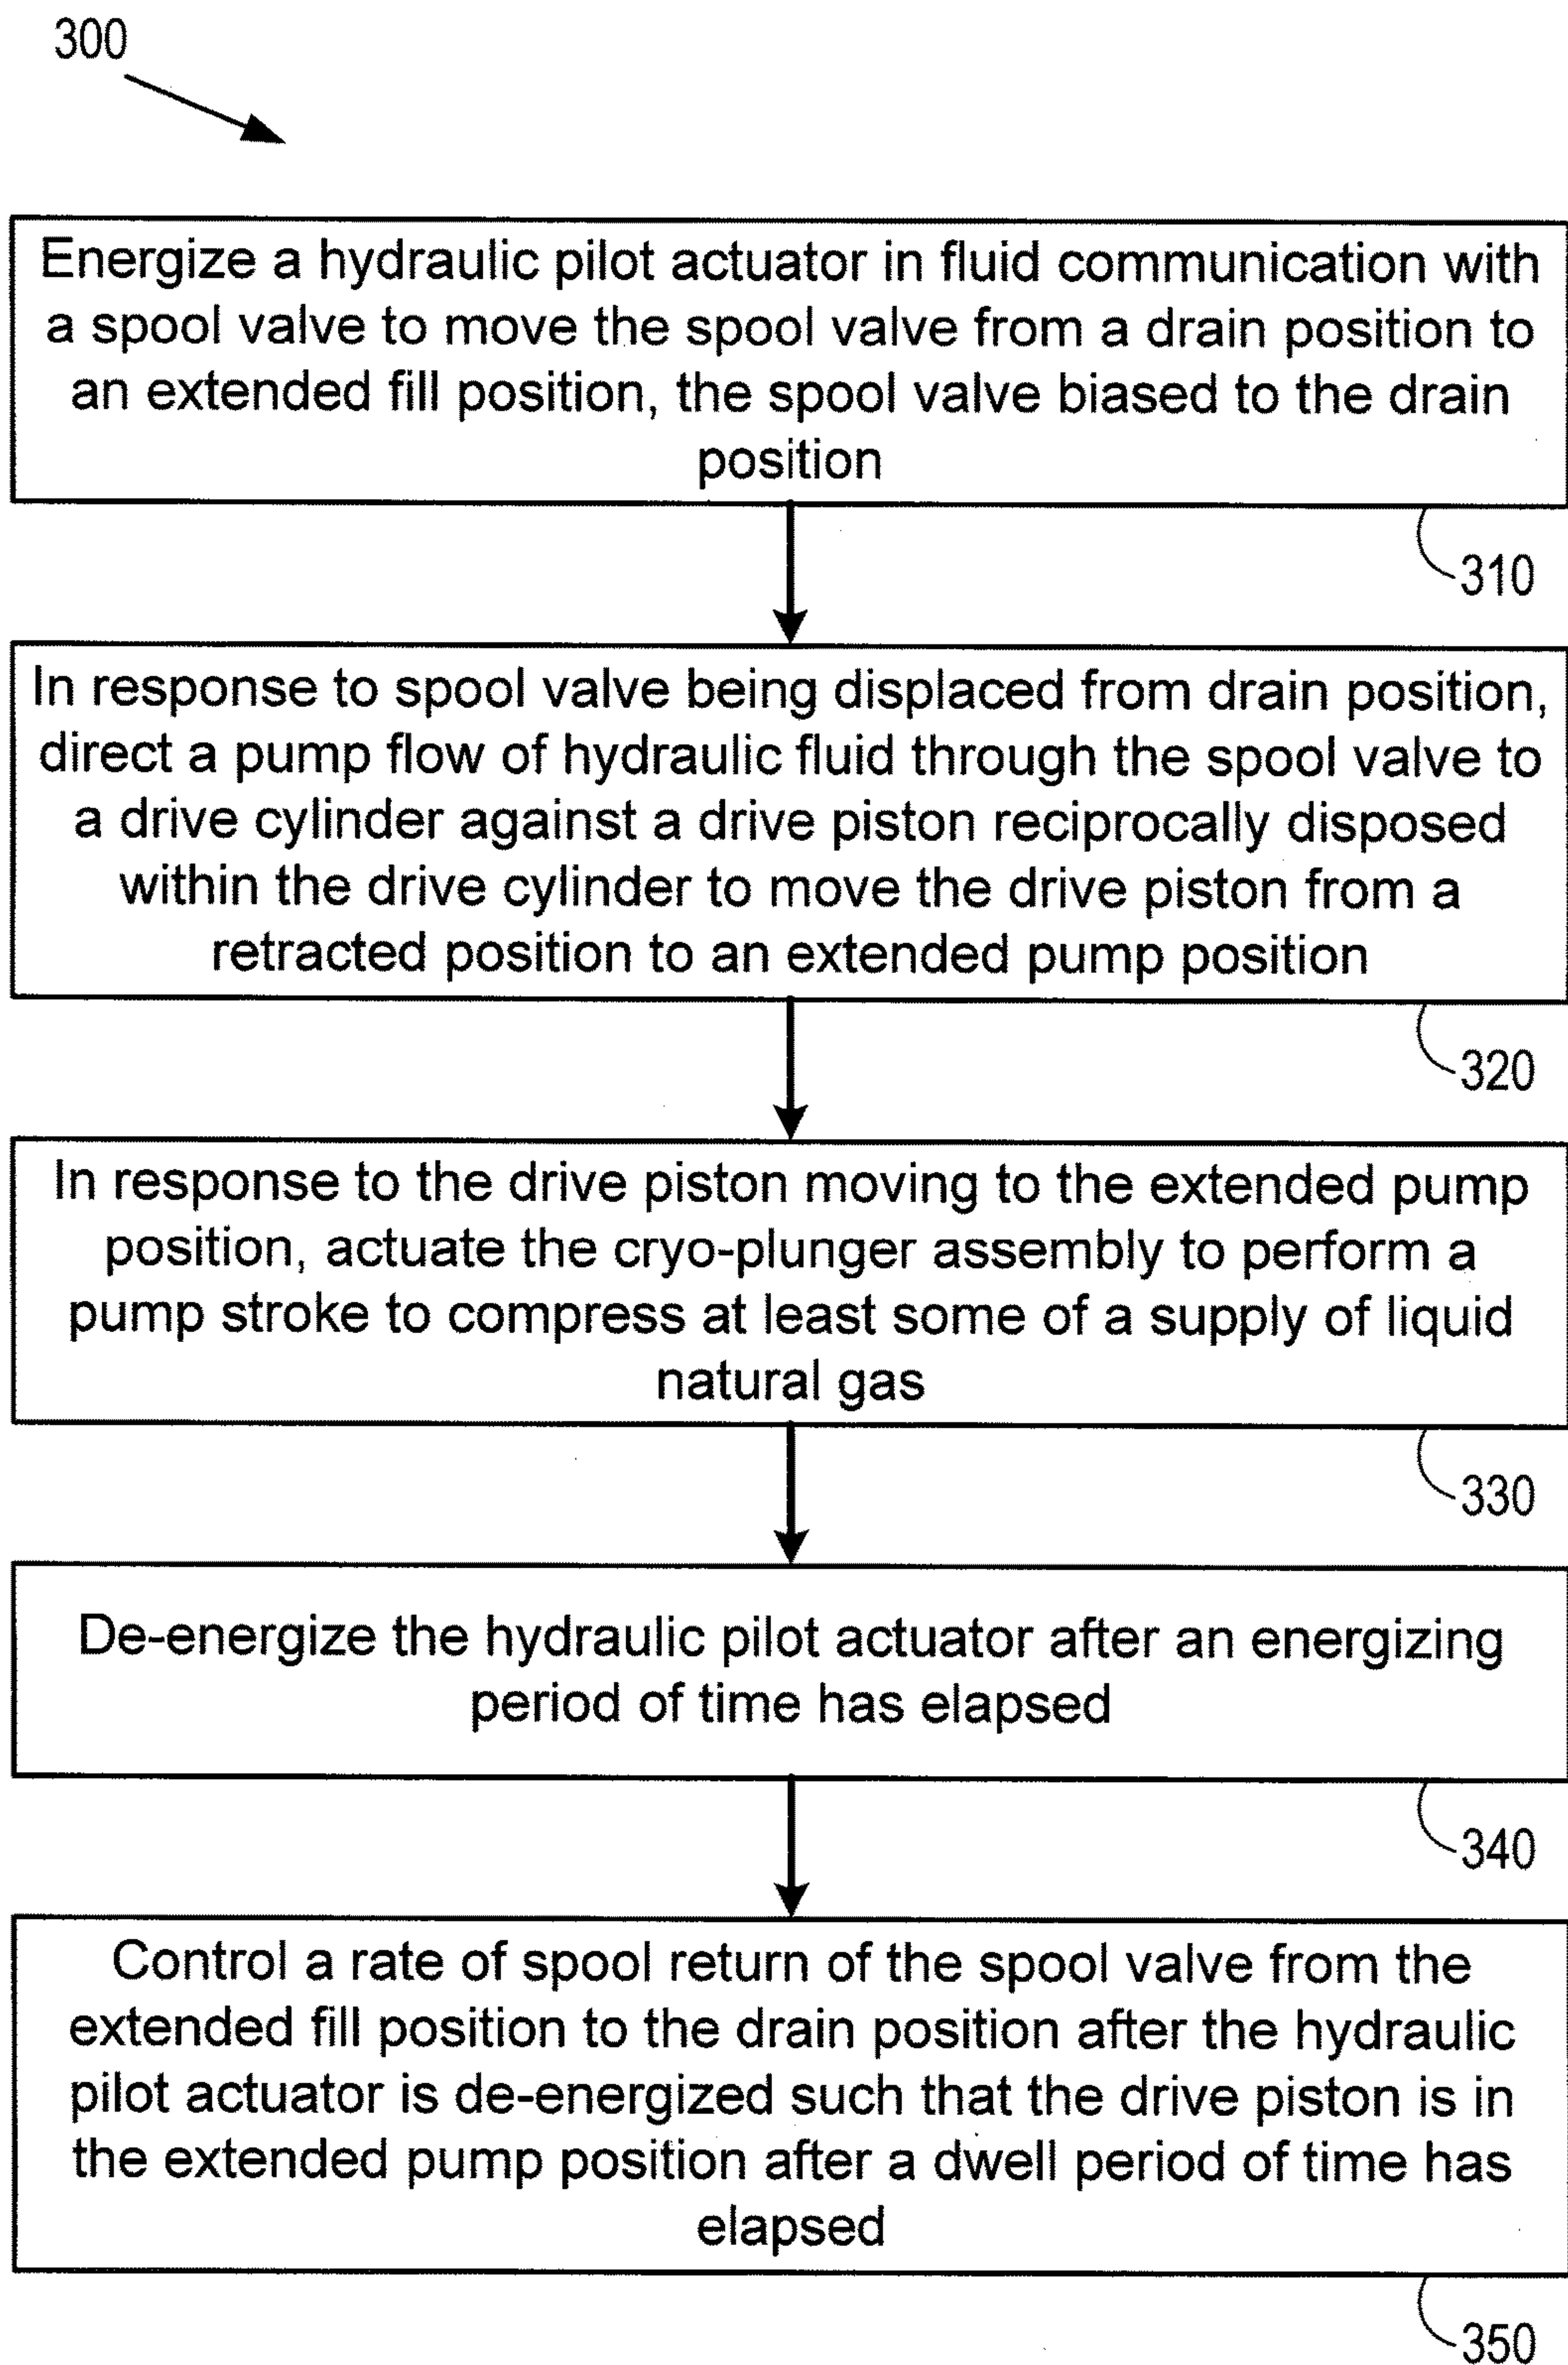 300
Energize a hydraulic pilot actuator in fluid communication with
a spool valve to move the spool valve from a drain position to
an extended fill position, the spool valve biased to the drain
position
310
In response to spool valve being displaced from drain position,
direct a pump flow of hydraulic fluid through the spool valve to
a drive cylinder against a drive piston reciprocally disposed
within the drive cylinder to move the drive piston from a
retracted position to an extended pump position
320
In response to the drive piston moving to the extended pump
position, actuate the cryo-plunger assembly to perform a
pump stroke to compress at least some of a supply of liquid
natural gas
330
De-energize the hydraulic pilot actuator after an energizing
period of time has elapsed
340
Control a rate of spool return of the spool valve from the
extended fill position to the drain position after the hydraulic
pilot actuator is de-energized such that the drive piston is in
the extended pump position after a dwell period of time has
elapsed
350